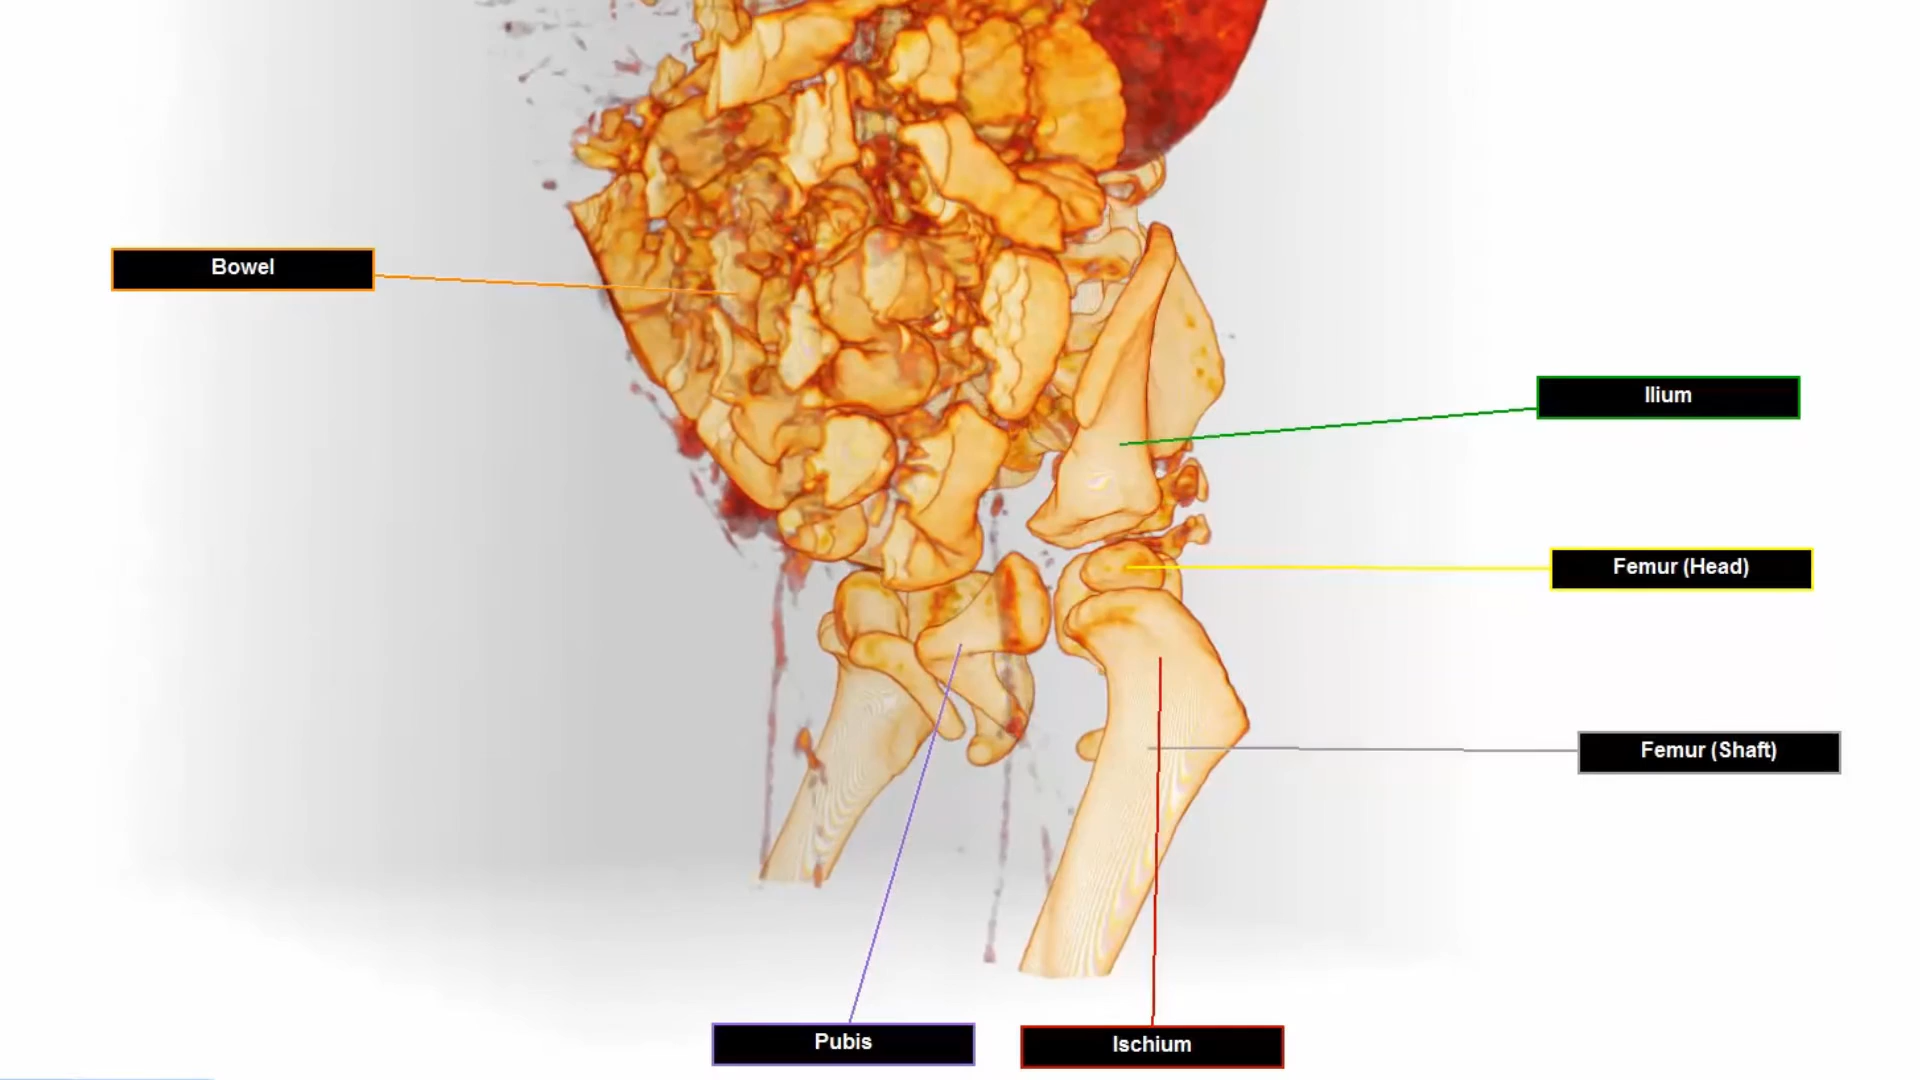 Bowel
Ilium
Femur (Head)
Femur (Shaft)
Pubis
Ischium